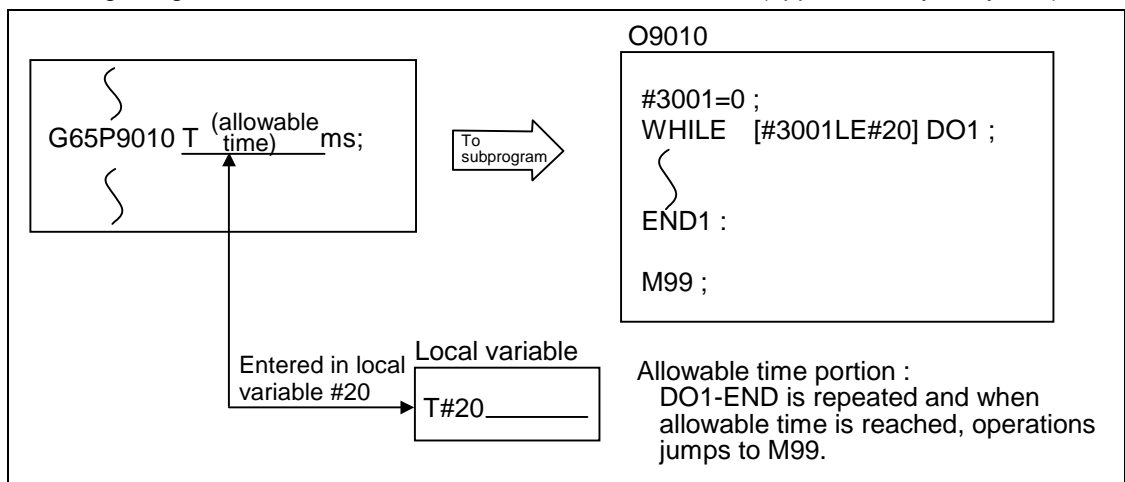 G65P9010 T (allowable time) ms;
To
subprogram
O9010
#3001=0 ;
WHILE [#3001LE#20] DO1 ;
END1 :
M99 ;
Entered in local
variable #20
Local variable
T#20
Allowable time portion :
DO1-END is repeated and when
allowable time is reached, operations
jumps to M99.